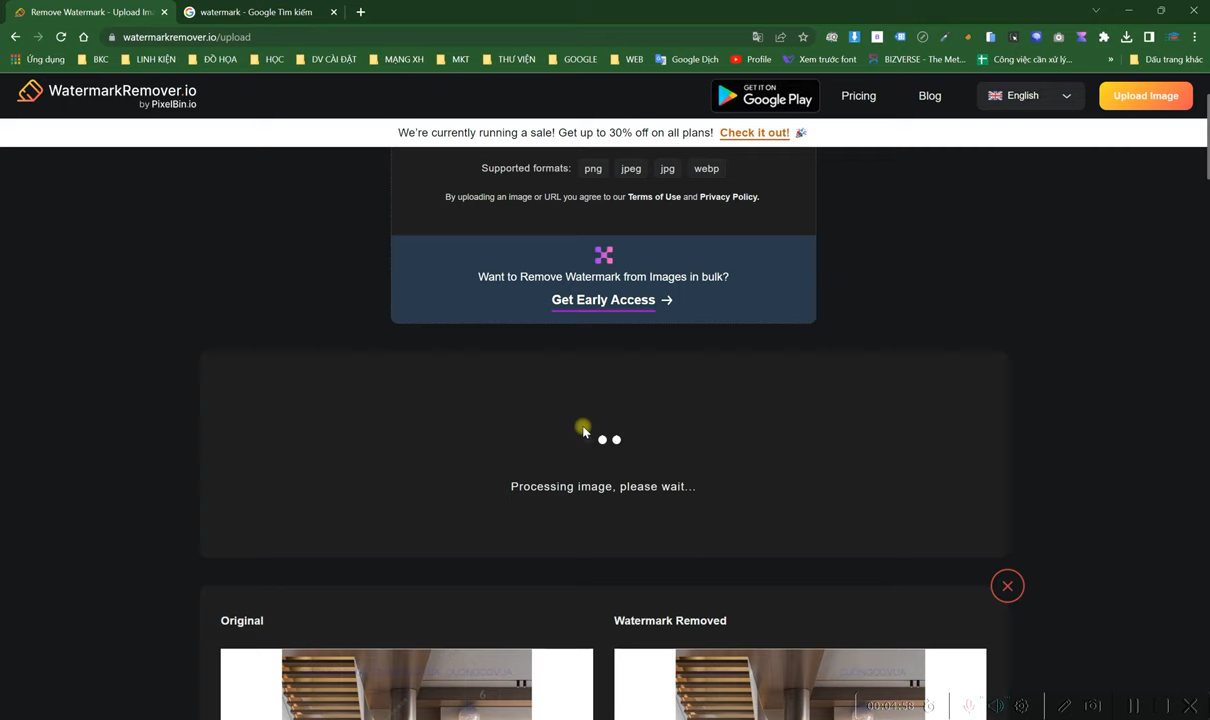 Remove Watermark - Upload Im
watermark - Google Tìm kiếm
watermarkremover.io/upload
Ứng dụng
BKC
LINH KIỆN
ĐỒ HỌA
HỌC
DV CÀI ĐẶT
MẠNG XH
MKT
THƯ VIỆN
GOOGLE
WEB
Google Dịch
Profile
Xem trước font
BIZVERSE - The Met...
Công việc cần xử lý...
»
Dấu trang khác
WatermarkRemover.io
by PixelBin.io
GET IT ON
Google Play
Pricing
Blog
English
Upload Image
We're currently running a sale! Get up to 30% off on all plans! Check it out!
Supported formats: png jpeg jpg webp
By uploading an image or URL you agree to our Terms of Use and Privacy Policy.
Want to Remove Watermark from Images in bulk?
Get Early Access →
Processing image, please wait...
Original
Watermark Removed
00:04:58